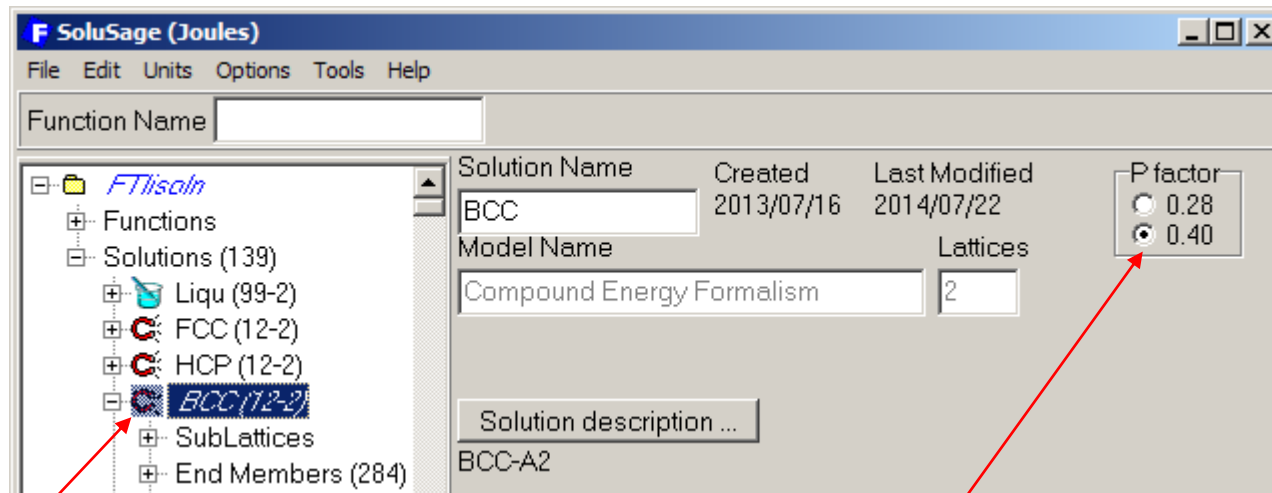 F SoluSage (Joules)
File Edit Units Options Tools Help
Function Name
FTlisoln
Functions
Solutions (139)
Liqu (99-2)
FCC (12-2)
HCP (12-2)
BCC (12-2)
SubLattices
End Members (284)
Solution Name
BCC
Created
2013/07/16
Last Modified
2014/07/22
P factor
0.28
0.40
Model Name
Compound Energy Formalism
Lattices
2
Solution description ...
BCC-A2